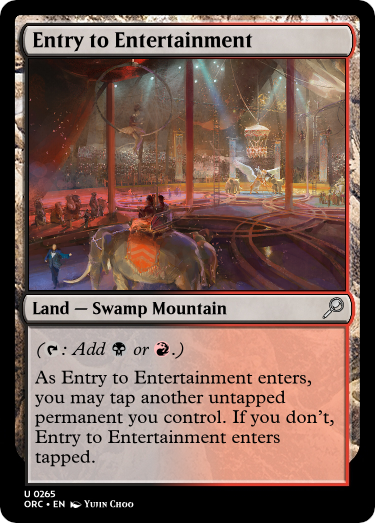 Entry to Entertainment
Land — Swamp Mountain
(: Add or .)
As Entry to Entertainment enters,
you may tap another untapped
permanent you control. If you don't,
Entry to Entertainment enters
tapped.
U 0265
ORC • EN Yujin Choo